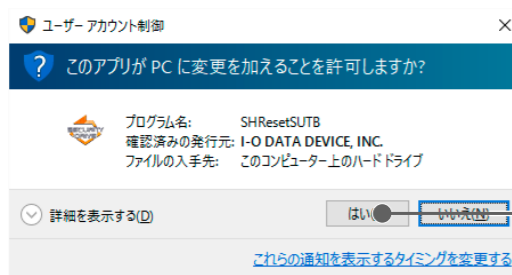 ユーザー アカウント制御
このアプリが PC に変更を加えることを許可しますか?
SECURITY DRIVE
プログラム名: SHResetSUTB
確認済みの発行元: I-O DATA DEVICE, INC.
ファイルの入手先: このコンピューター上のハード ドライブ
詳細を表示する(D)
はい いいえ(N)
これらの通知を表示するタイミングを変更する